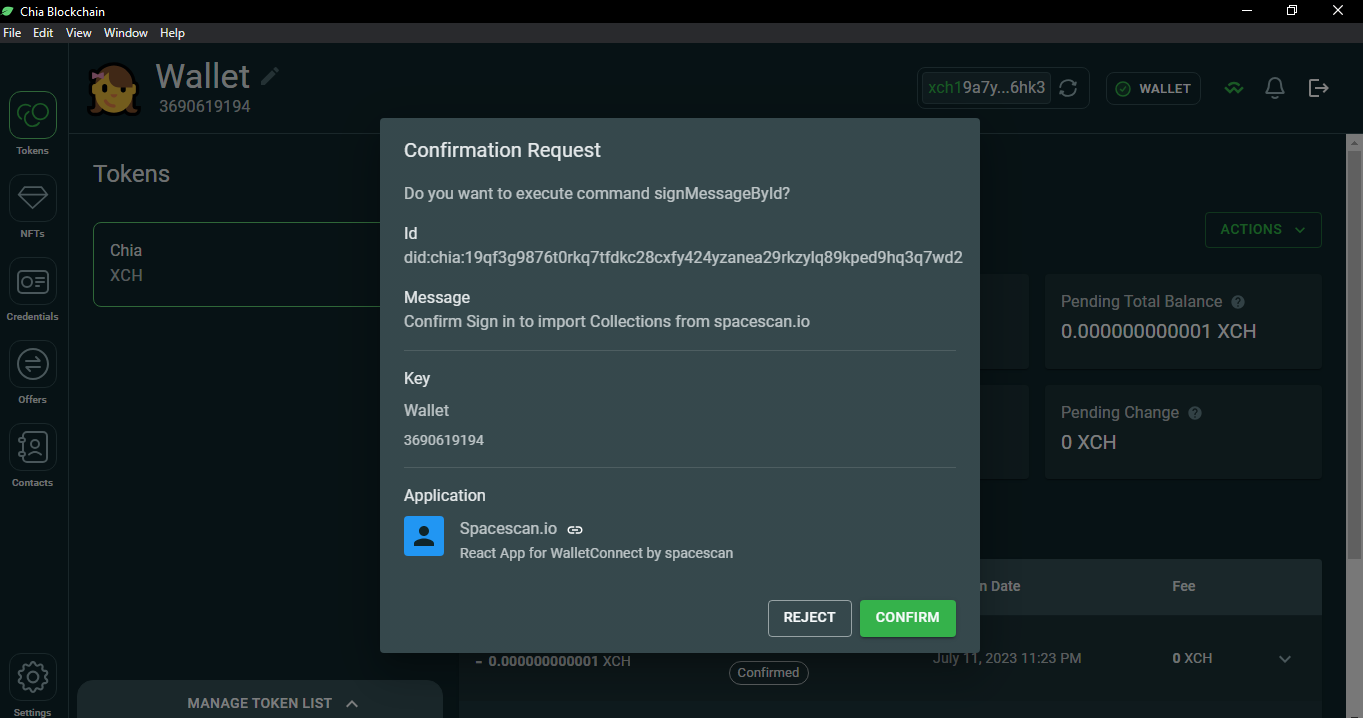 Chia Blockchain
File Edit View Window Help
Wallet
3690619194
xch19a7y...6hk3
WALLET
Tokens
NFTs
Credentials
Offers
Contacts
Settings
Tokens
Chia
XCH
MANAGE TOKEN LIST
ACTIONS
Pending Total Balance ?
0.000000000001 XCH
Pending Change ?
0 XCH
Confirmation Request
Do you want to execute command signMessageById?
Id
did:chia:19qf3g9876t0rkq7tfdkc28cxfy424yzanea29rkzylq89kped9hq3q7wd2
Message
Confirm Sign in to import Collections from spacescan.io
Key
Wallet
3690619194
Application
Spacescan.io
React App for WalletConnect by spacescan
REJECT CONFIRM
Date Fee
- 0.000000000001 XCH July 11, 2023 11:23 PM 0 XCH
Confirmed